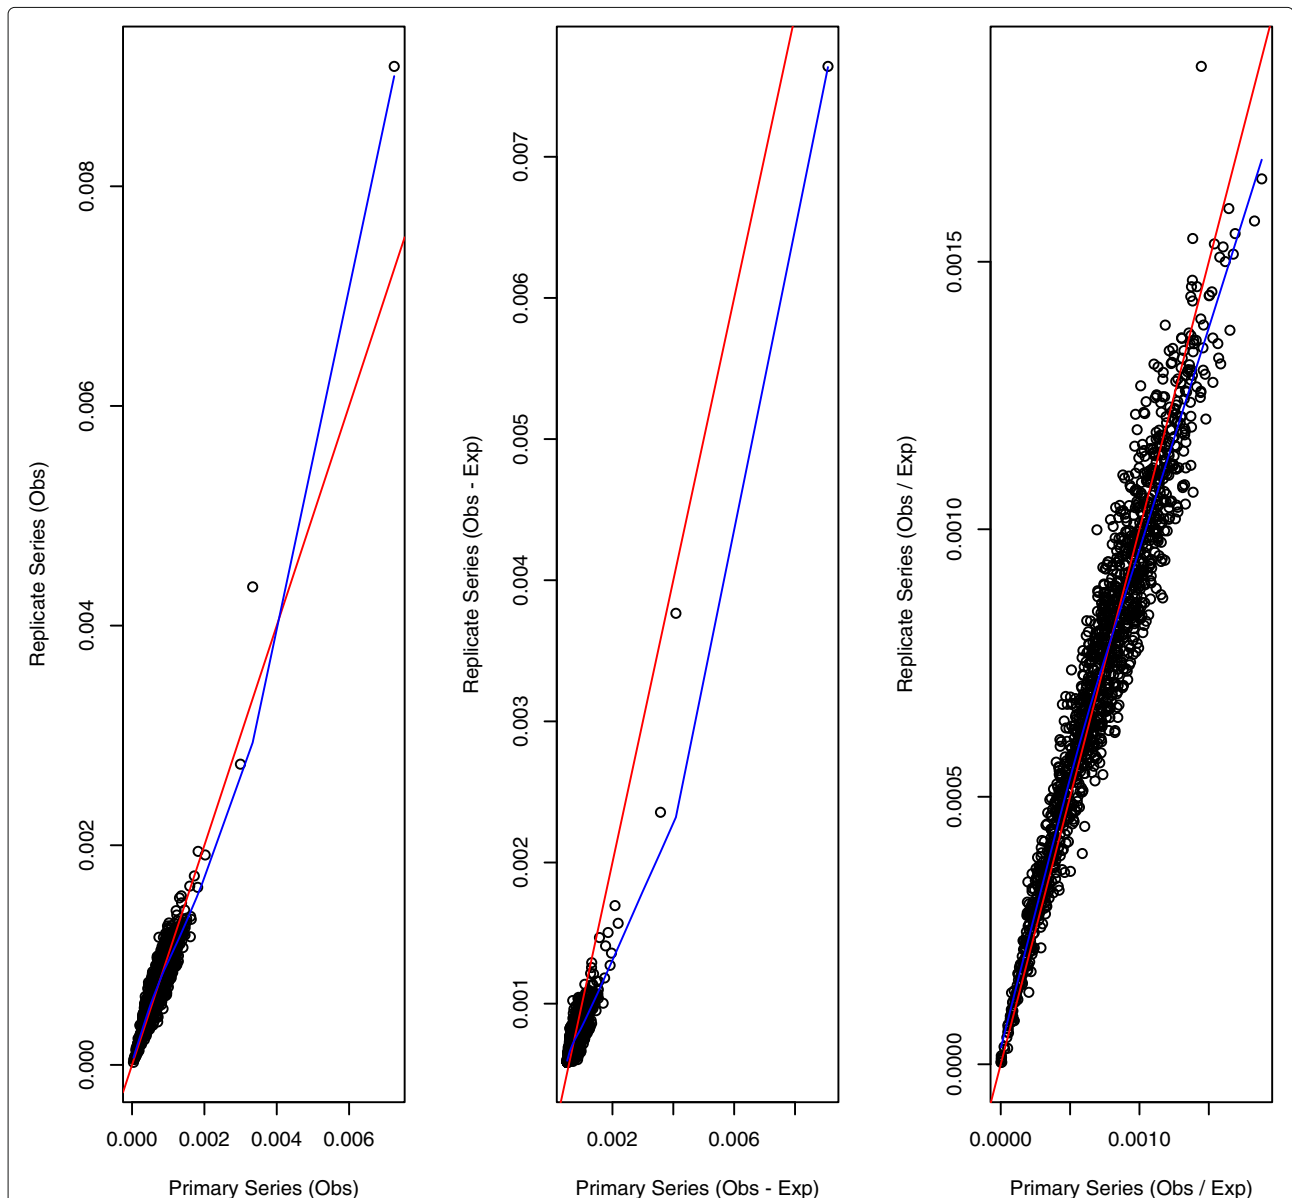 Replicate Series (Obs)
0.000 0.002 0.004 0.006 0.008
0.000 0.002 0.004 0.006
Primary Series (Obs)
Replicate Series (Obs - Exp)
0.001 0.002 0.003 0.004 0.005 0.006 0.007
0.002 0.006
Primary Series (Obs - Exp)
Replicate Series (Obs / Exp)
0.0000 0.0005 0.0010 0.0015
0.0000 0.0010
Primary Series (Obs / Exp)